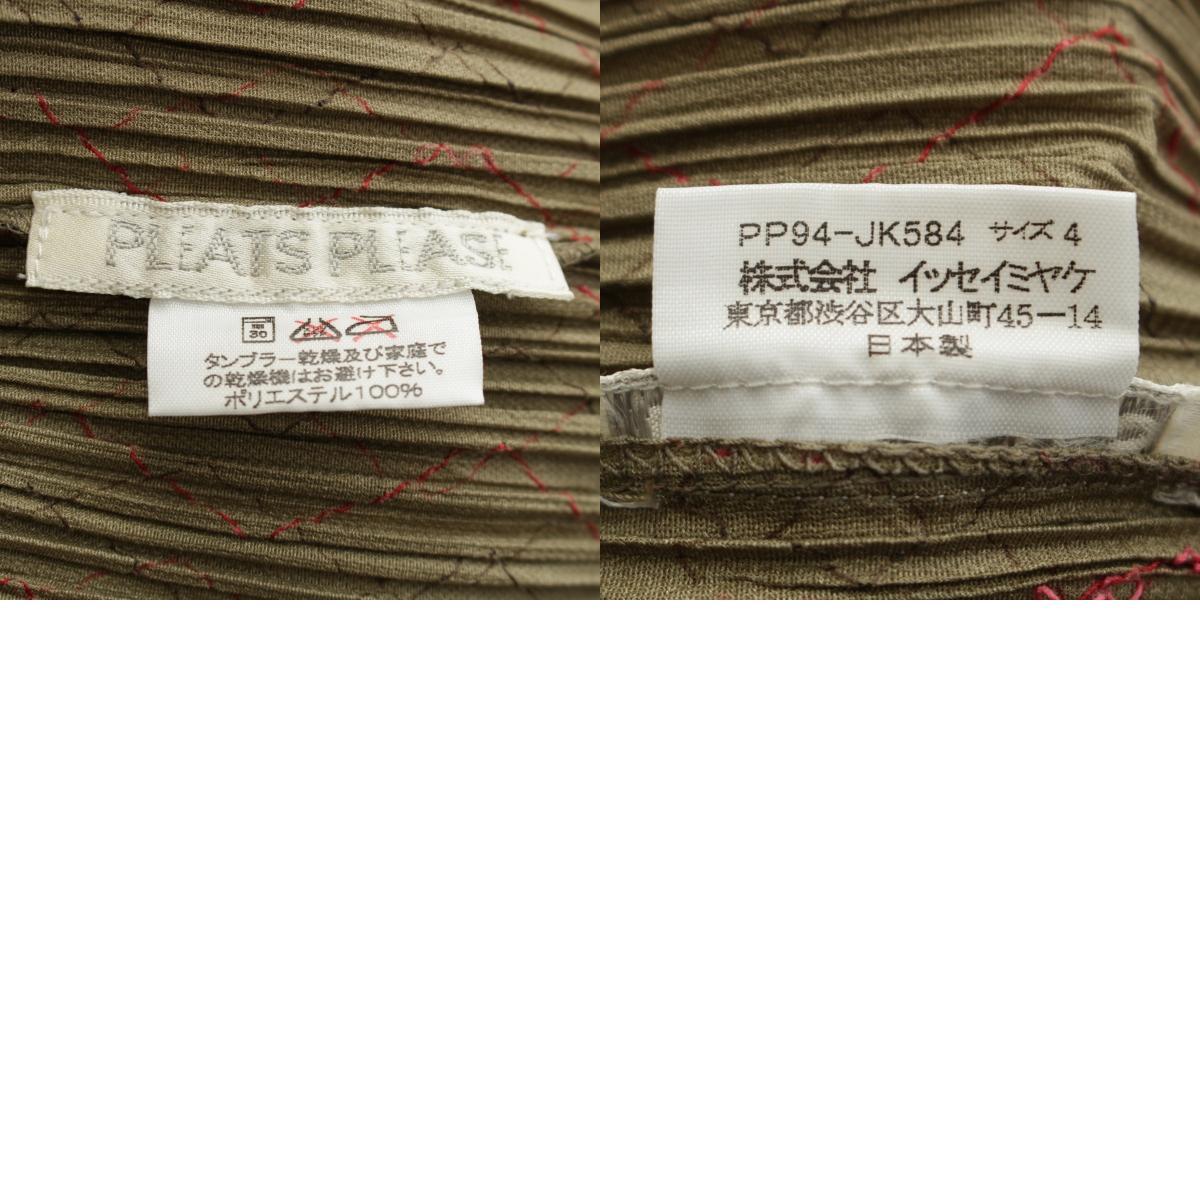 PLEATS PLEASE
30
タンブラー乾燥及び家庭で
の乾燥機はお避け下さい。
ポリエステル100%
PP94-JK584 サイズ 4
株式会社 イッセイミヤケ
東京都渋谷区大山町45-14
日本製